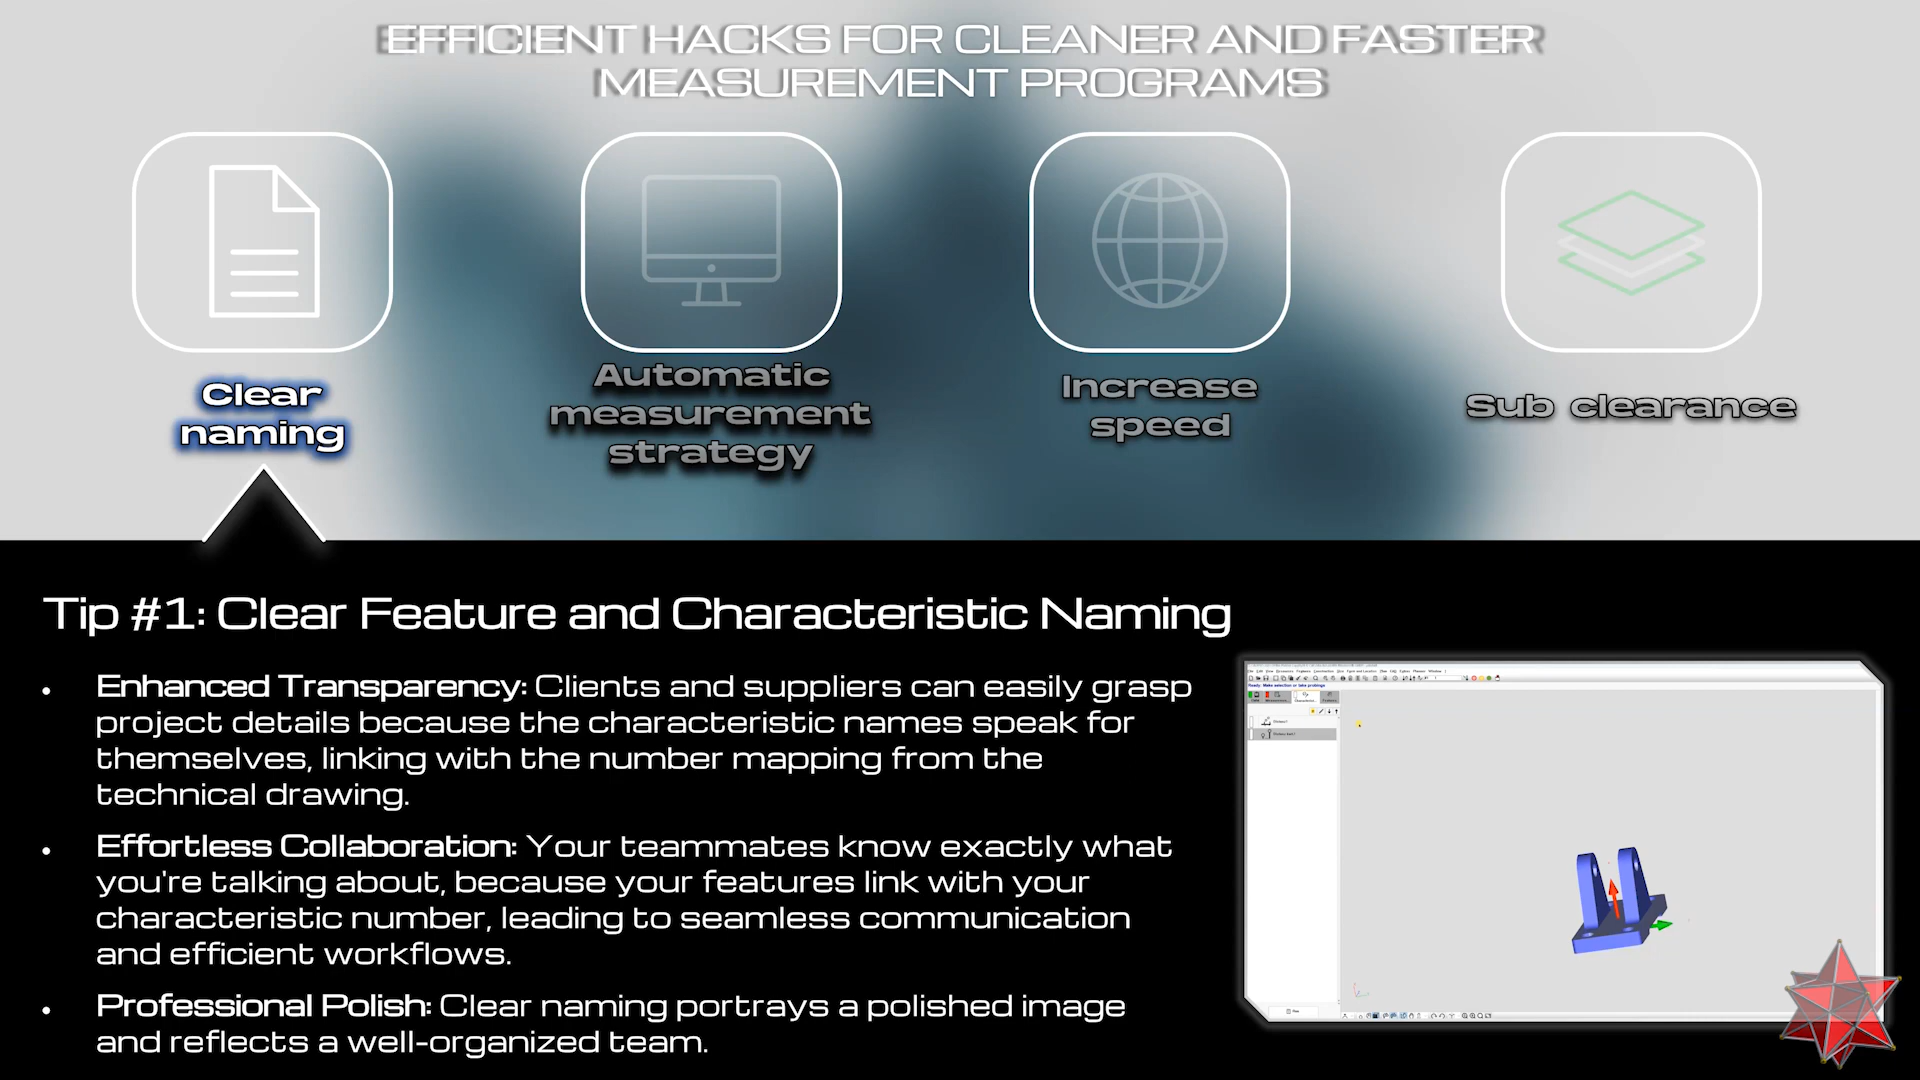 EFFICIENT HACKS FOR CLEANER AND FASTER
MEASUREMENT PROGRAMS
Clear
naming
Automatic
measurement
strategy
Increase
speed
Sub clearance
Tip #1: Clear Feature and Characteristic Naming
• Enhanced Transparency: Clients and suppliers can easily grasp
project details because the characteristic names speak for
themselves, linking with the number mapping from the
technical drawing.
• Effortless Collaboration: Your teammates know exactly what
you're talking about, because your features link with your
characteristic number, leading to seamless communication
and efficient workflows.
• Professional Polish: Clear naming portrays a polished image
and reflects a well-organized team.